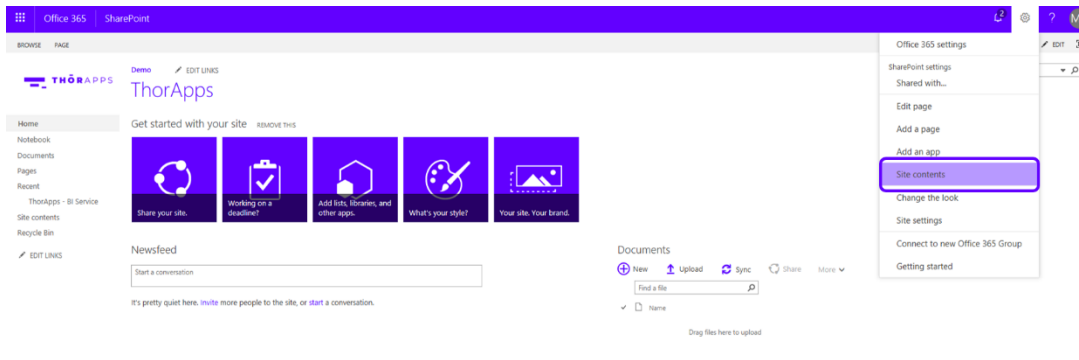 Office 365 SharePoint 2 ? M
BROWSE PAGE EDIT
THŌRAPPS
Demo EDIT LINKS
ThorApps
Home
Notebook
Documents
Pages
Recent
ThorApps - BI Service
Site contents
Recycle Bin
EDIT LINKS
Get started with your site REMOVE THIS
Share your site.
Working on a
deadline?
Add lists, libraries, and
other apps.
What's your style?
Your site. Your brand.
Newsfeed
Start a conversation
It's pretty quiet here. Invite more people to the site, or start a conversation.
Documents
New Upload Sync Share More
Find a file
Name
Drag files here to upload
Office 365 settings
SharePoint settings
Shared with...
Edit page
Add a page
Add an app
Site contents
Change the look
Site settings
Connect to new Office 365 Group
Getting started